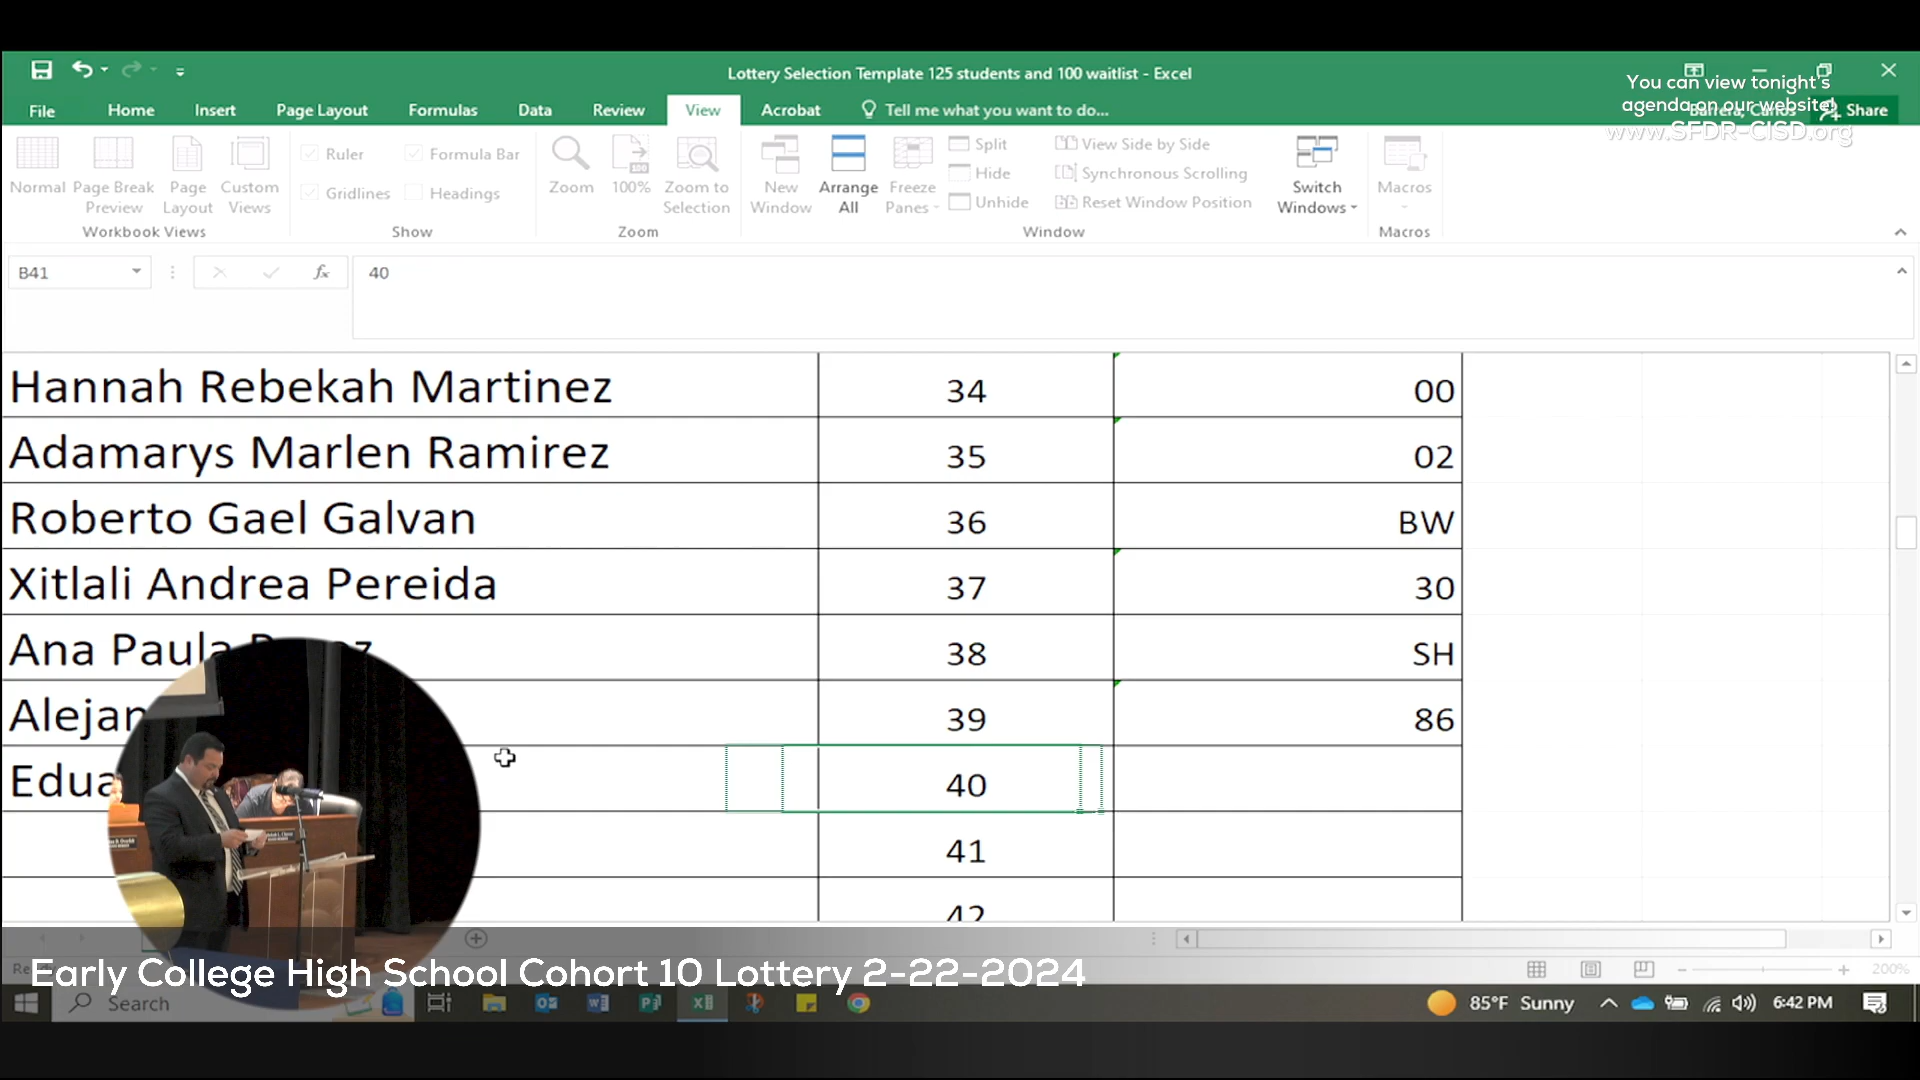 Lottery Selection Template 125 students and 100 waitlist - Excel
You can view tonight's
agenda on our website!
www.SFDR-CISD.org
File Home Insert Page Layout Formulas Data Review View Acrobat Tell me what you want to do... Barrera, Carlos Share
Normal Page Break Preview Page Layout Custom Views
Workbook Views
Ruler Formula Bar
Gridlines Headings
Show
Zoom 100% Zoom to Selection
Zoom
New Window Arrange All Freeze Panes
Split View Side by Side
Hide Synchronous Scrolling
Unhide Reset Window Position
Window
Switch Windows
Macros
Macros
B41 fx 40
Hannah Rebekah Martinez 34 00
Adamarys Marlen Ramirez 35 02
Roberto Gael Galvan 36 BW
Xitlali Andrea Pereida 37 30
Ana Paula 38 SH
Alejan 39 86
Edua 40
41
42
200%
Early College High School Cohort 10 Lottery 2-22-2024
Search 85°F Sunny 6:42 PM